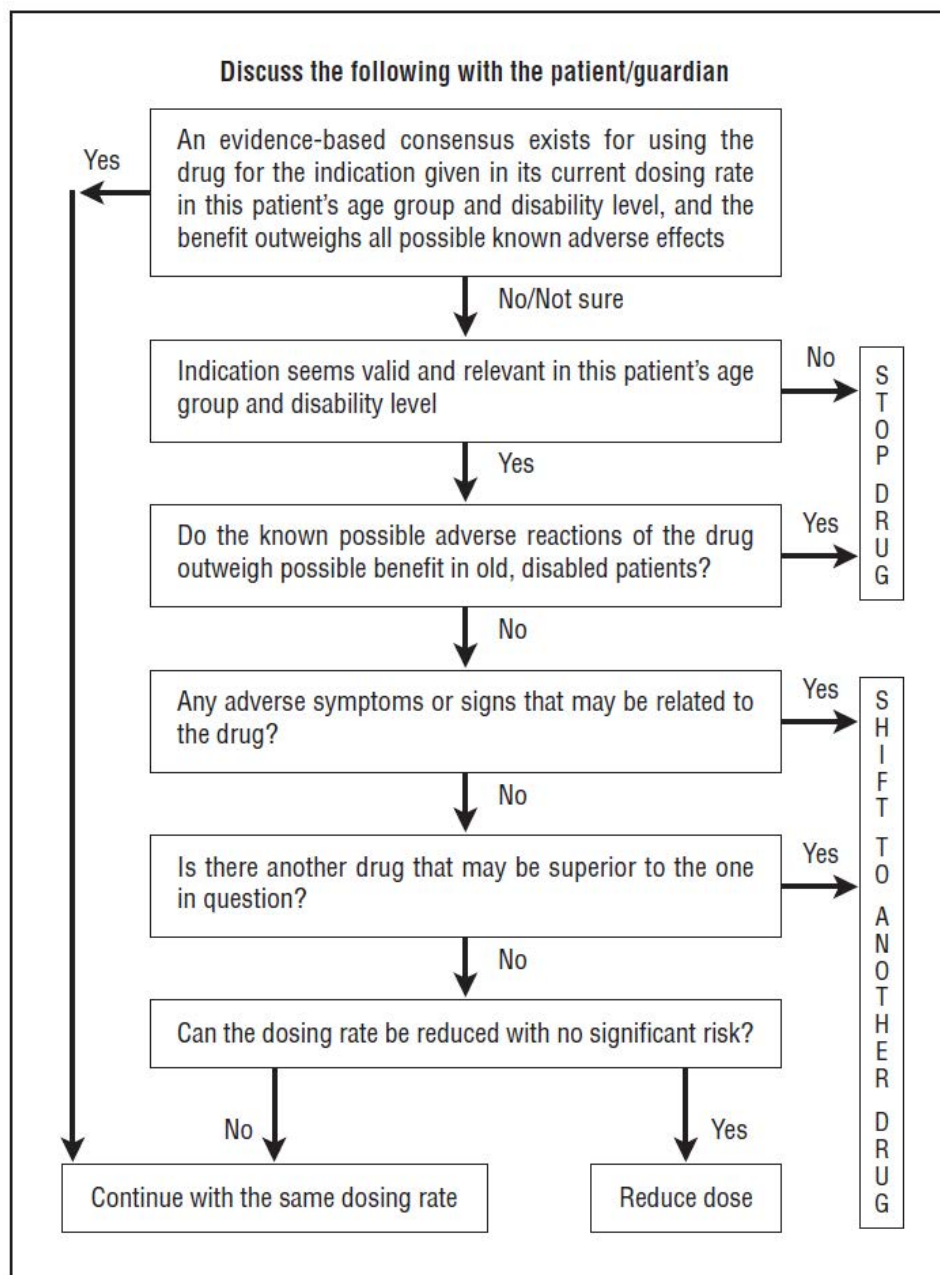 Discuss the following with the patient/guardian
An evidence-based consensus exists for using the
drug for the indication given in its current dosing rate
in this patient's age group and disability level, and the
benefit outweighs all possible known adverse effects
Yes
No/Not sure
Indication seems valid and relevant in this patient's age
group and disability level
No
STOP DRUG
Yes
Do the known possible adverse reactions of the drug
outweigh possible benefit in old, disabled patients?
Yes
No
Any adverse symptoms or signs that may be related to
the drug?
Yes
SHIFT TO ANOTHER DRUG
No
Is there another drug that may be superior to the one
in question?
Yes
No
Can the dosing rate be reduced with no significant risk?
No
Yes
Continue with the same dosing rate
Reduce dose